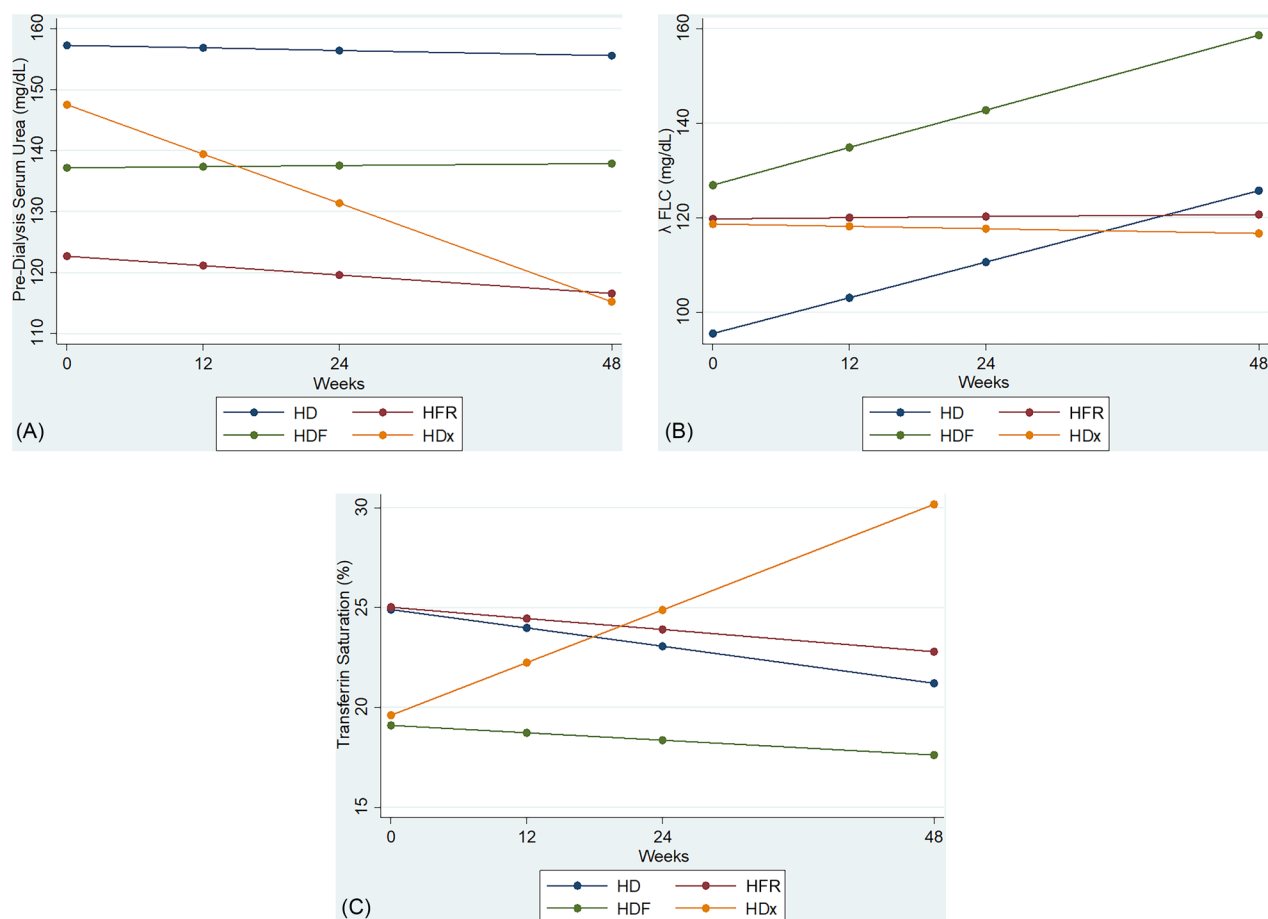 Pre-Dialysis Serum Urea (mg/dL)
160
150
140
130
120
110
0 12 24 48
Weeks
HD HFR
HDF HDx
(A)
λ FLC (mg/dL)
160
140
120
100
0 12 24 48
Weeks
HD HFR
HDF HDx
(B)
Transferrin Saturation (%)
30
25
20
15
0 12 24 48
Weeks
HD HFR
HDF HDx
(C)